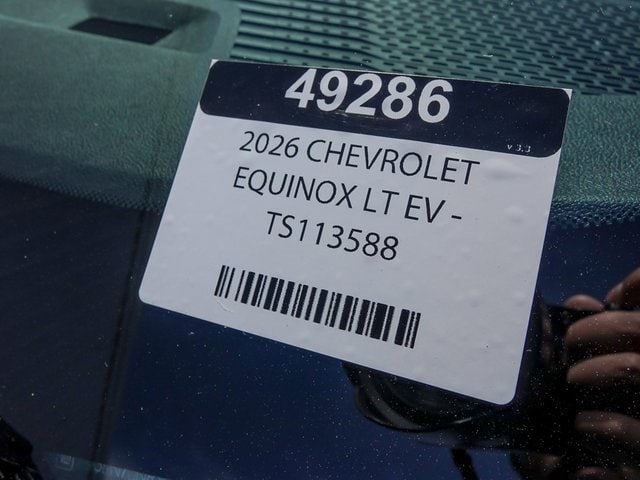 49286
v 3.3
2026 CHEVROLET
EQUINOX LT EV -
TS113588